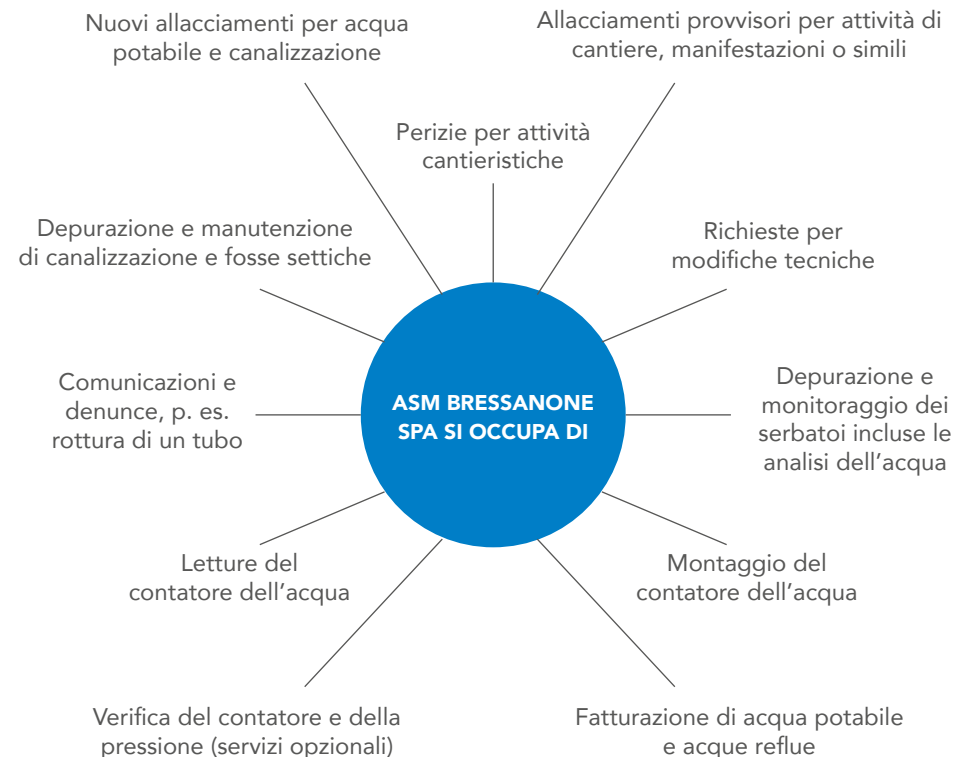 Nuovi allacciamenti per acqua
potabile e canalizzazione
Allacciamenti provvisori per attività di
cantiere, manifestazioni o simili
Perizie per attività
cantieristiche
Depurazione e manutenzione
di canalizzazione e fosse settiche
Richieste per
modifiche tecniche
Comunicazioni e
denunce, p. es.
rottura di un tubo
ASM BRESSANONE
SPA SI OCCUPA DI
Depurazione e
monitoraggio dei
serbatoi incluse le
analisi dell’acqua
Letture del
contatore dell’acqua
Montaggio del
contatore dell’acqua
Verifica del contatore e della
pressione (servizi opzionali)
Fatturazione di acqua potabile
e acque reflue